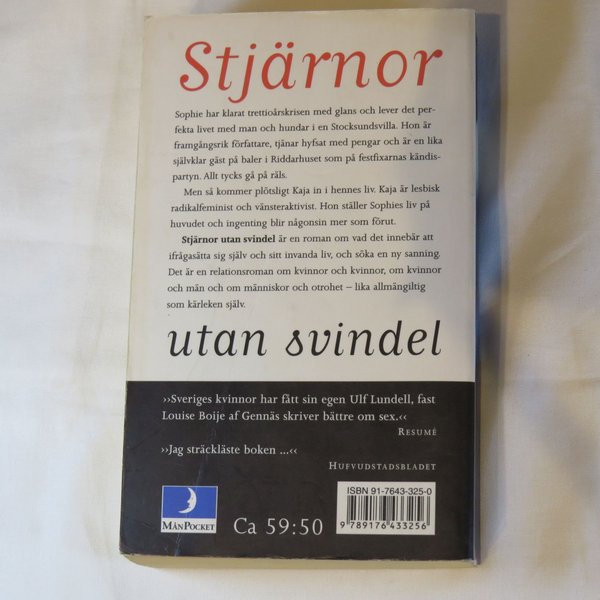 Stjärnor
Sophie har klarat trettioårskrisen med glans och lever det per-
fekta livet med man och hundar i en Stocksundsvilla. Hon är
framgångsrik författare, tjänar hyfsat med pengar och är en lika
självklar gäst på baler i Riddarhuset som på festfixarnas kändis-
partyn. Allt tycks gå på räls.
Men så kommer plötsligt Kaja in i hennes liv. Kaja är lesbisk
radikalfeminist och vänsteraktivist. Hon ställer Sophies liv på
huvudet och ingenting blir någonsin mer som förut.
Stjärnor utan svindel är en roman om vad det innebär att
ifrågasätta sig själv och sitt invanda liv, och söka en ny sanning.
Det är en relationsroman om kvinnor och kvinnor, om kvinnor
och män och om människor och otrohet – lika allmängiltig
som kärleken själv.
utan svindel
››Sveriges kvinnor har fått sin egen Ulf Lundell, fast
Louise Boije af Gennäs skriver bättre om sex.‹‹
RESUMÉ
››Jag sträckläste boken ...‹‹
HUFVUDSTADSBLADET
MÅNPOCKET
Ca 59:50
ISBN 91-7643-325-0
9 789176 433256